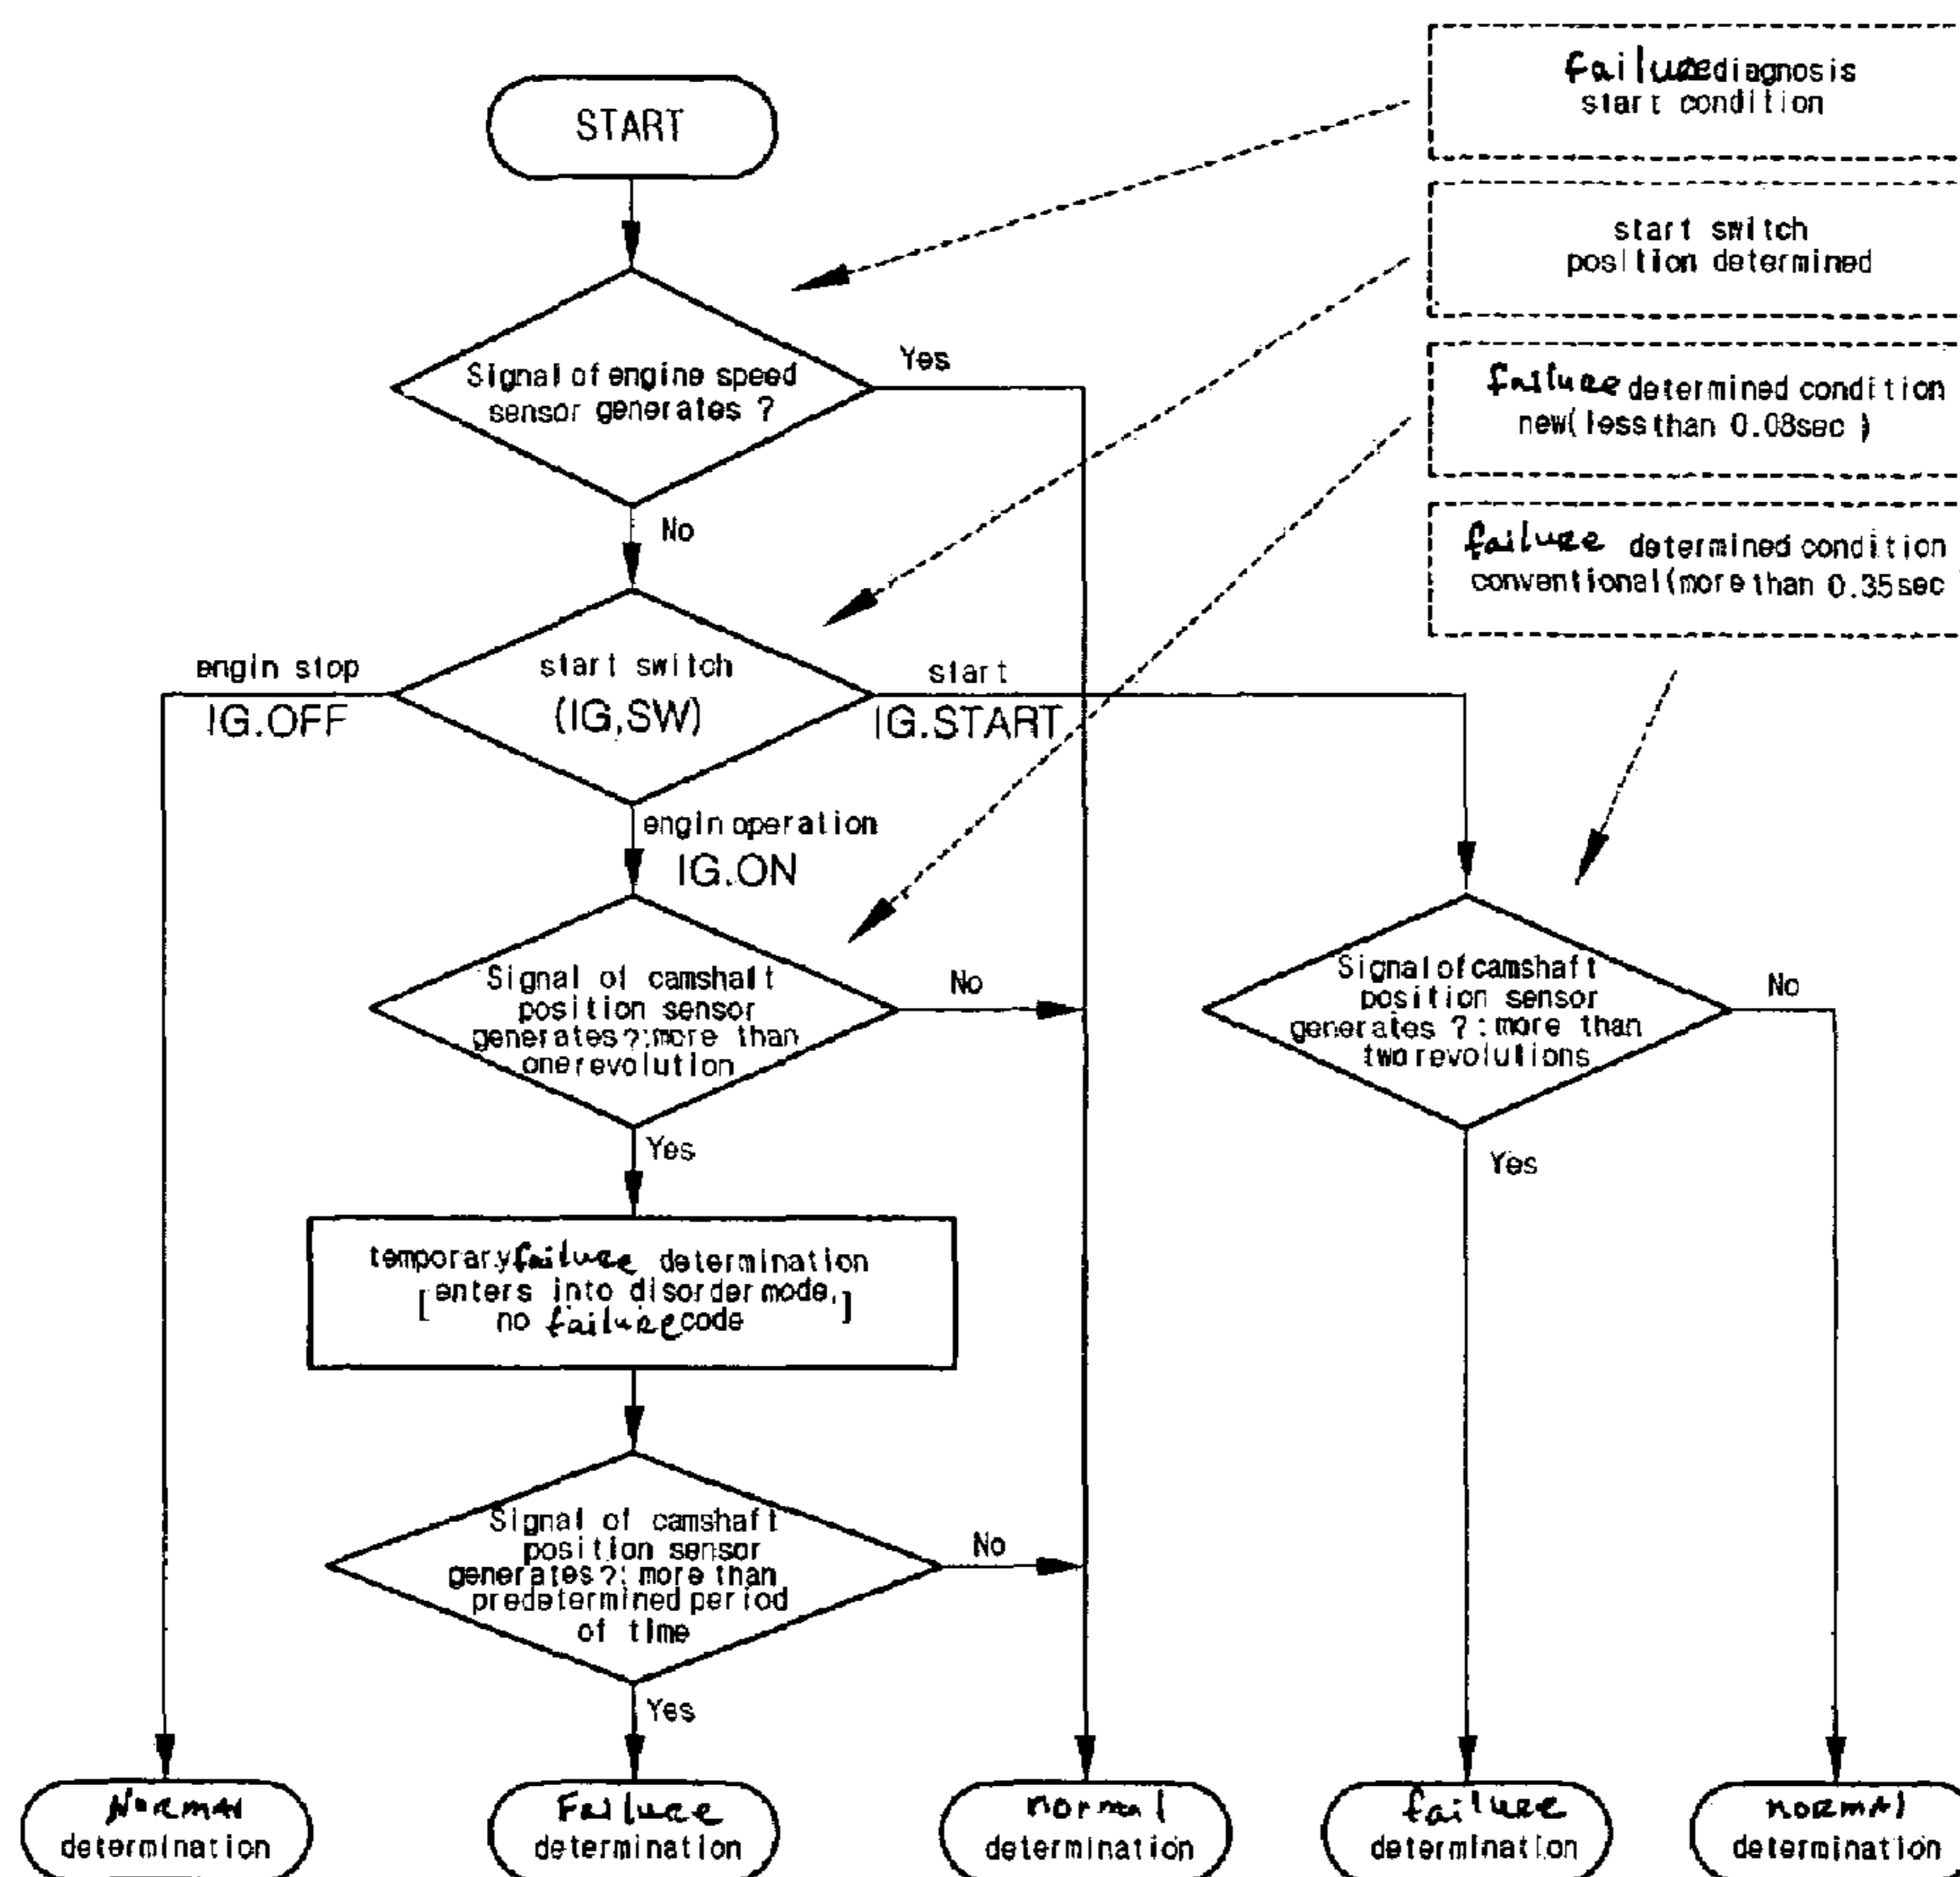 START
failure diagnosis
start condition
start switch
position determined
failure determined condition
new(less than 0.08sec )
failure determined condition
conventional(more than 0.35sec
Signal of engine speed
sensor generates ?
Yes
No
start switch
(IG,SW)
engin stop
IG.OFF
start
IG.START
engin operation
IG.ON
Signal of camshaft
position sensor
generates?:more than
one revolution
No
Yes
Signal of camshaft
position sensor
generates ? : more than
two revolutions
No
Yes
temporary failure determination
[enters into disorder mode,]
no failure code
Signal of camshaft
position sensor
generates?: more than
predetermined period
of time
No
Yes
Normal
determination
Failure
determination
normal
determination
failure
determination
normal
determination